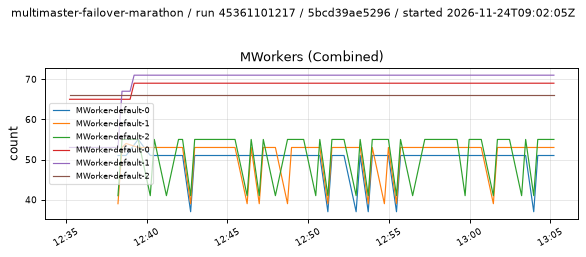 multimaster-failover-marathon / run 45361101217 / 5bcd39ae5296 / started 2026-11-24T09:02:05Z
MWorkers (Combined)
count
70
60
50
40
MWorker-default-0
MWorker-default-1
MWorker-default-2
MWorker-default-0
MWorker-default-1
MWorker-default-2
12:35
12:40
12:45
12:50
12:55
13:00
13:05